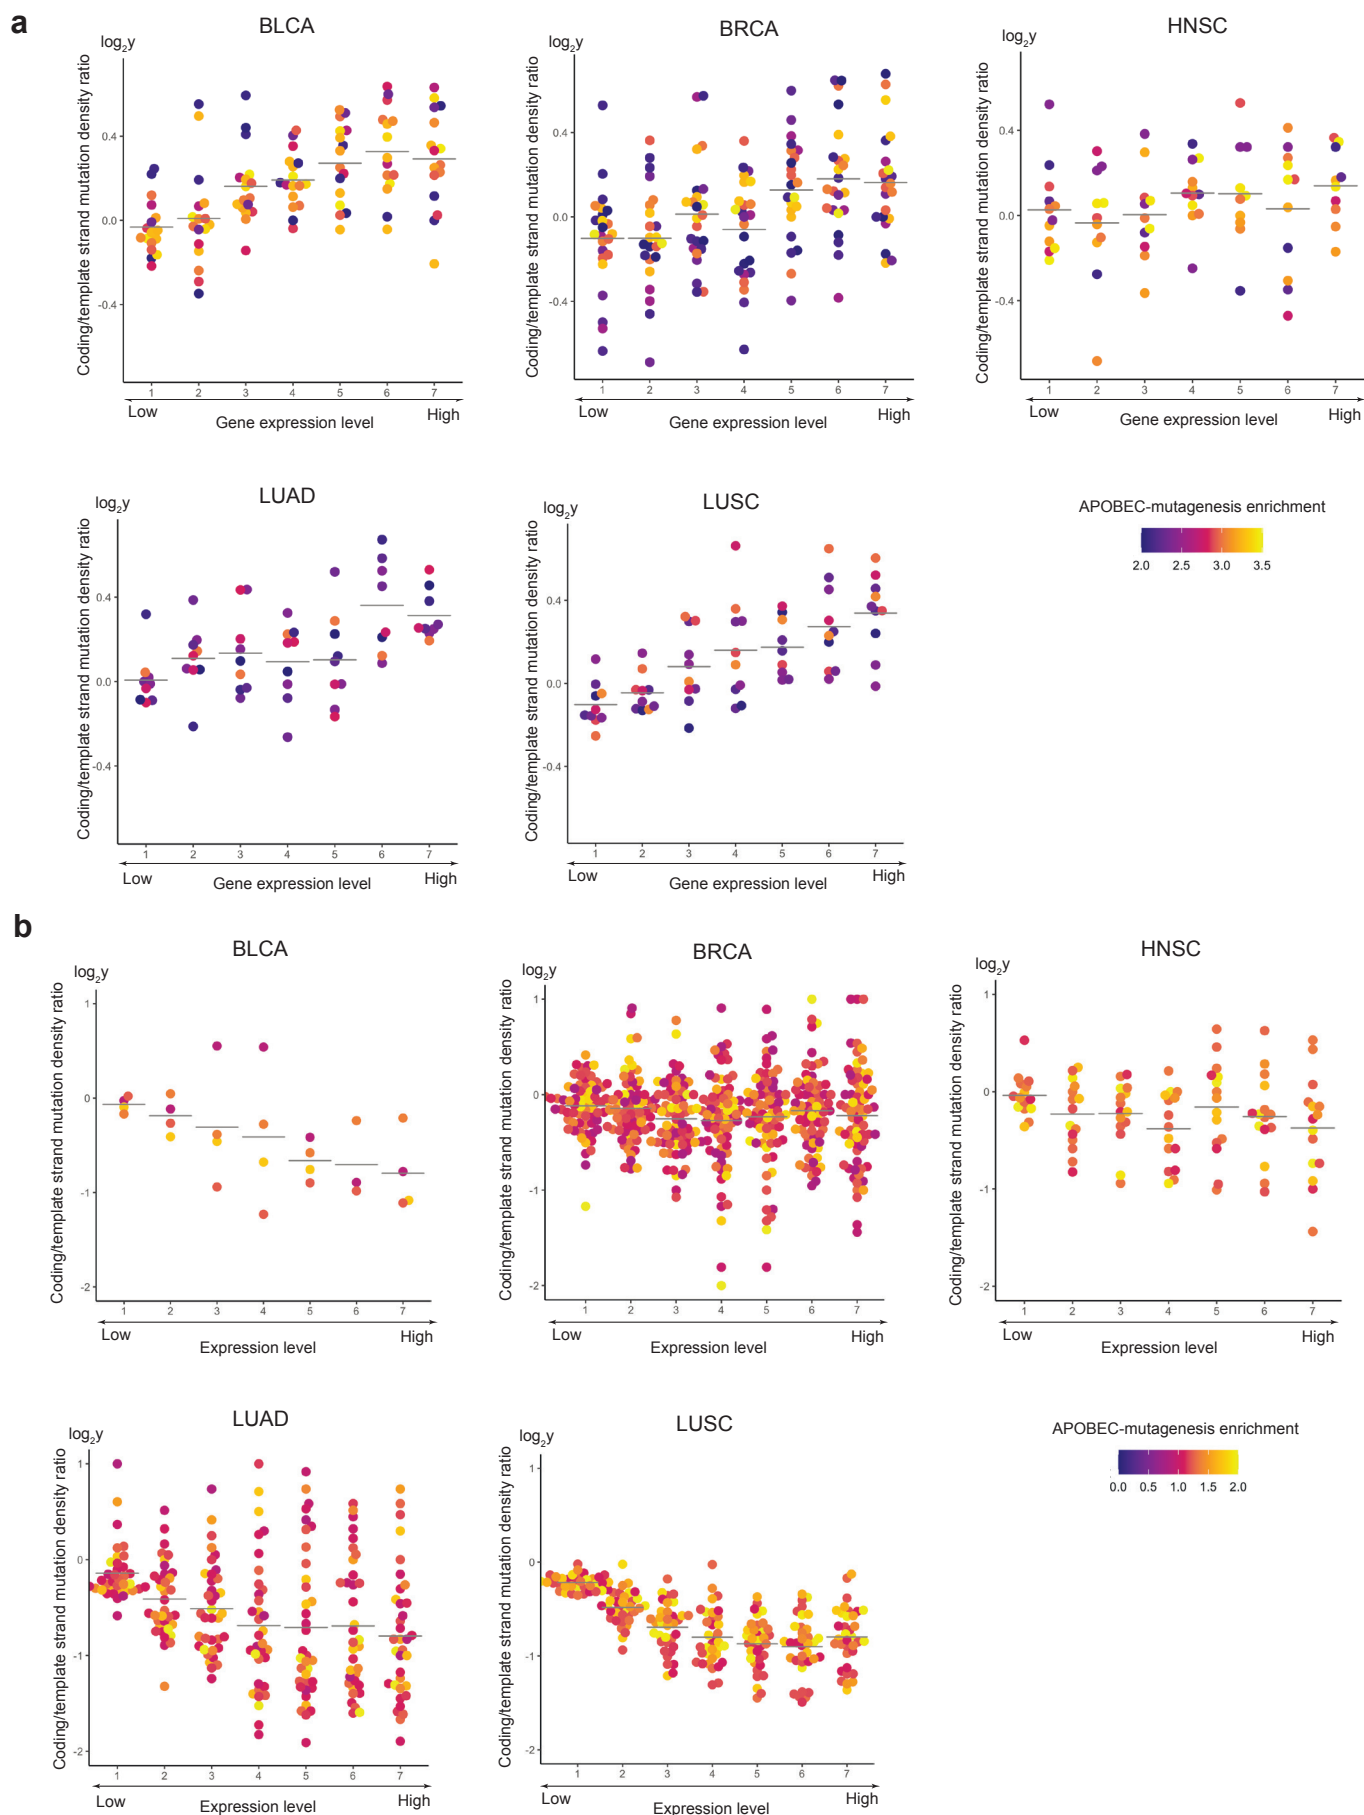 a
BLCA
log2y
Coding/template strand mutation density ratio
0.4
0.0
-0.4
1 2 3 4 5 6 7
Low
High
Gene expression level
BRCA
log2y
Coding/template strand mutation density ratio
0.4
0.0
-0.4
1 2 3 4 5 6 7
Low
High
Gene expression level
HNSC
log2y
Coding/template strand mutation density ratio
0.4
0.0
-0.4
1 2 3 4 5 6 7
Low
High
Gene expression level
LUAD
log2y
Coding/template strand mutation density ratio
0.4
0.0
-0.4
1 2 3 4 5 6 7
Low
High
Gene expression level
LUSC
log2y
Coding/template strand mutation density ratio
0.4
0.0
-0.4
1 2 3 4 5 6 7
Low
High
Gene expression level
APOBEC-mutagenesis enrichment
2.0 2.5 3.0 3.5
b
BLCA
log2y
Coding/template strand mutation density ratio
1
0
-1
-2
1 2 3 4 5 6 7
Low
High
Expression level
BRCA
log2y
Coding/template strand mutation density ratio
1
0
-1
-2
1 2 3 4 5 6 7
Low
High
Expression level
HNSC
log2y
Coding/template strand mutation density ratio
1
0
-1
-2
1 2 3 4 5 6 7
Low
High
Expression level
LUAD
log2y
Coding/template strand mutation density ratio
1
0
-1
-2
1 2 3 4 5 6 7
Low
High
Expression level
LUSC
log2y
Coding/template strand mutation density ratio
1
0
-1
-2
1 2 3 4 5 6 7
Low
High
Expression level
APOBEC-mutagenesis enrichment
0.0 0.5 1.0 1.5 2.0